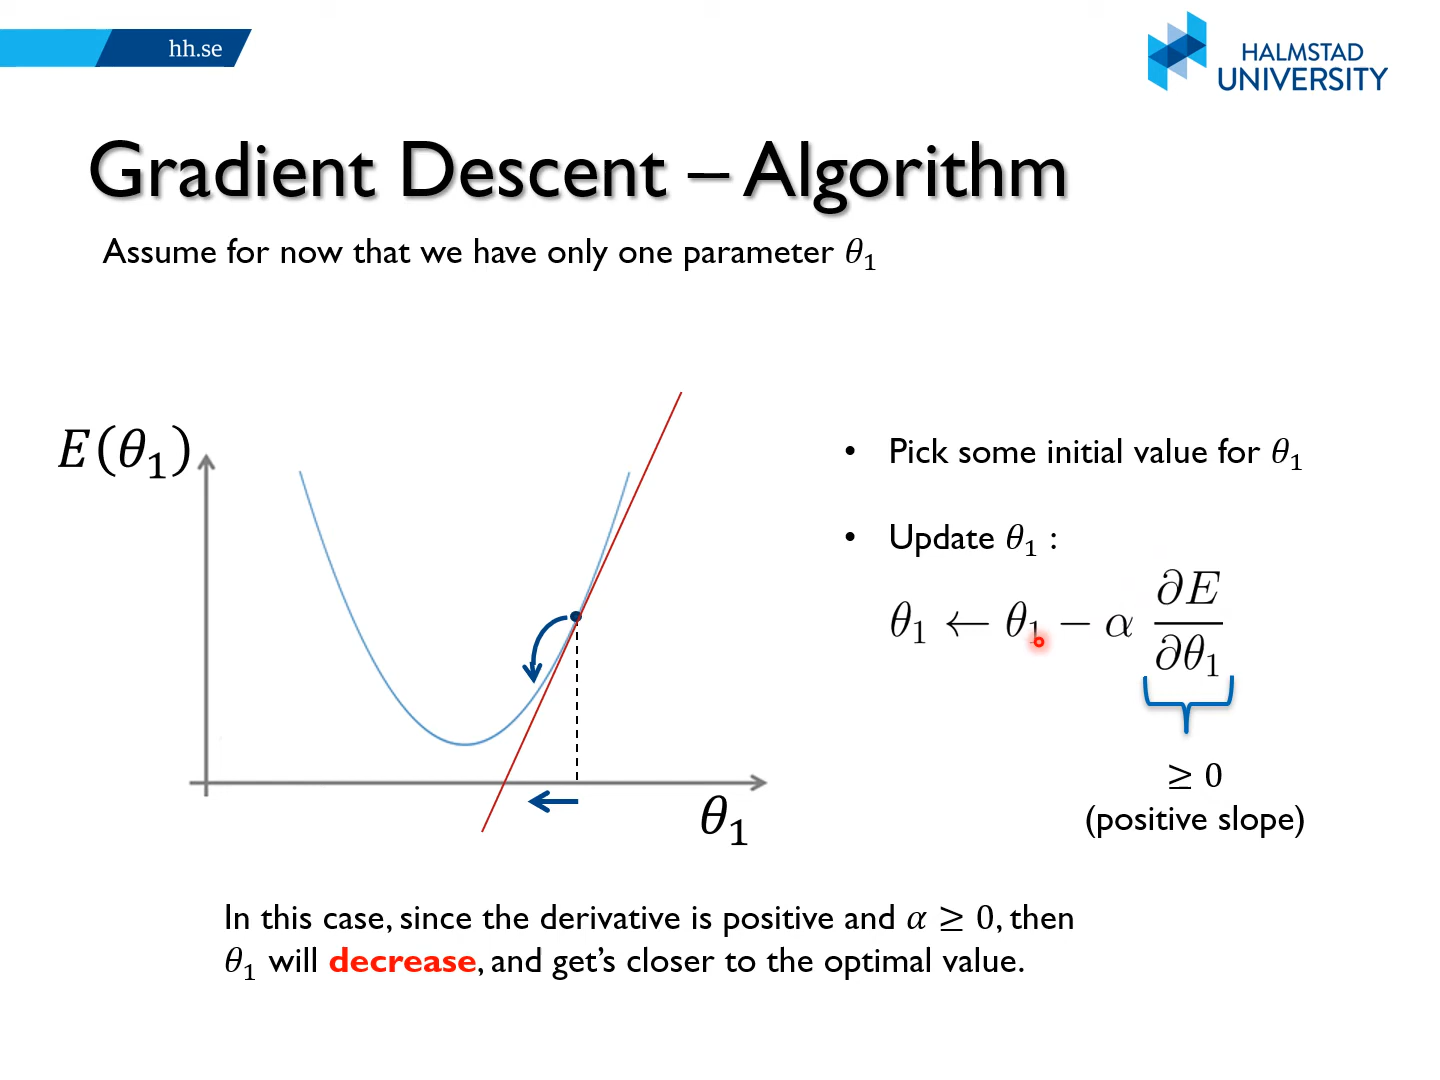 hh.se
HALMSTAD
UNIVERSITY
Gradient Descent – Algorithm
Assume for now that we have only one parameter θ₁
E(θ₁)
θ₁
• Pick some initial value for θ₁
• Update θ₁ :
θ₁ ← θ₁ − α ∂E/∂θ₁
≥ 0
(positive slope)
In this case, since the derivative is positive and α ≥ 0, then
θ₁ will decrease, and get’s closer to the optimal value.